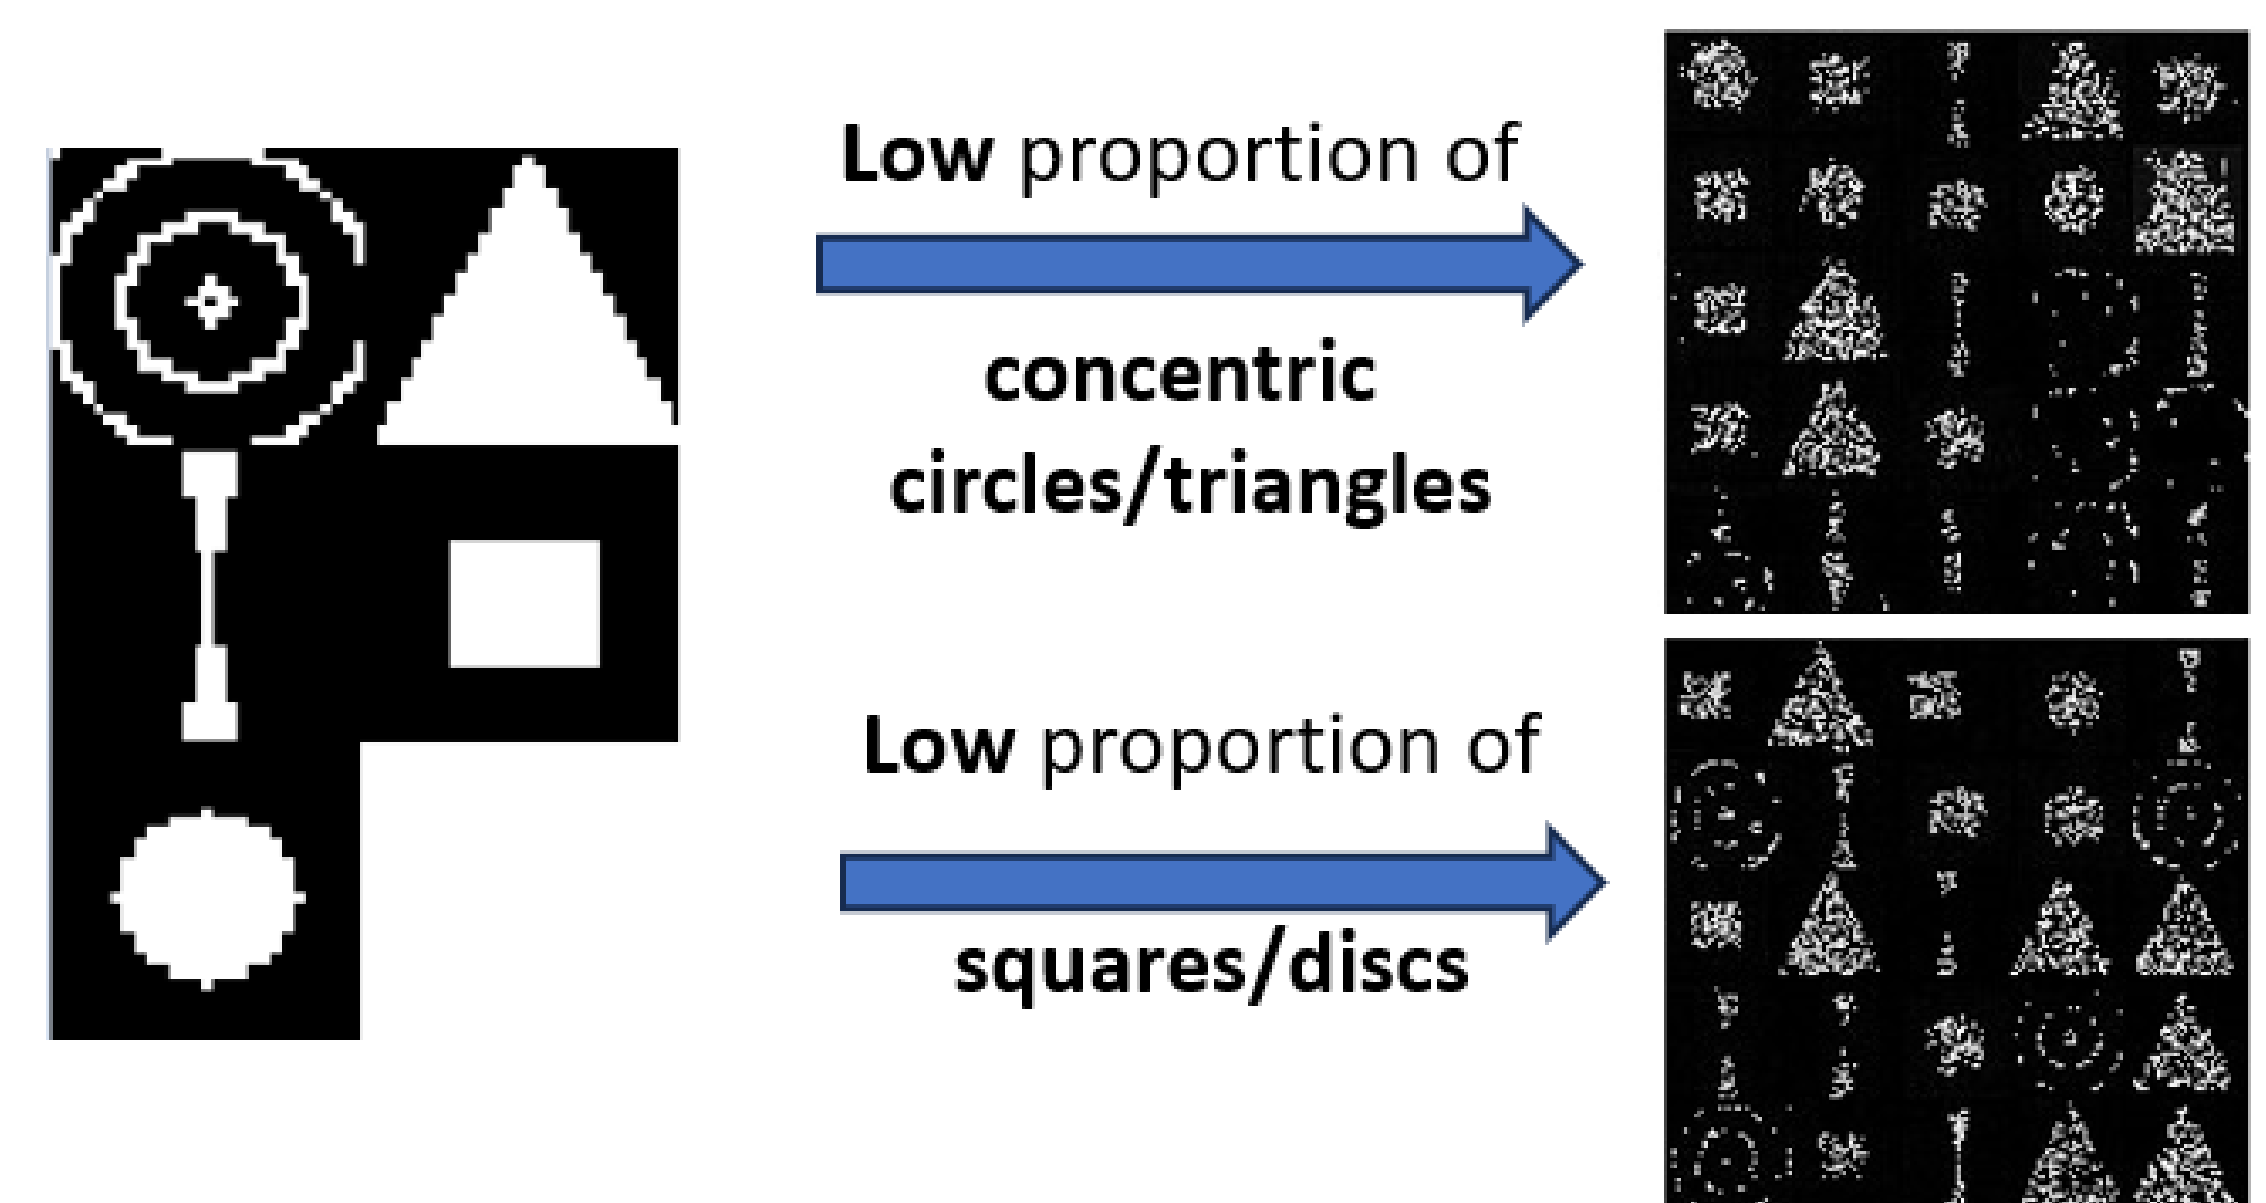 Low proportion of
concentric
circles/triangles
Low proportion of
squares/discs